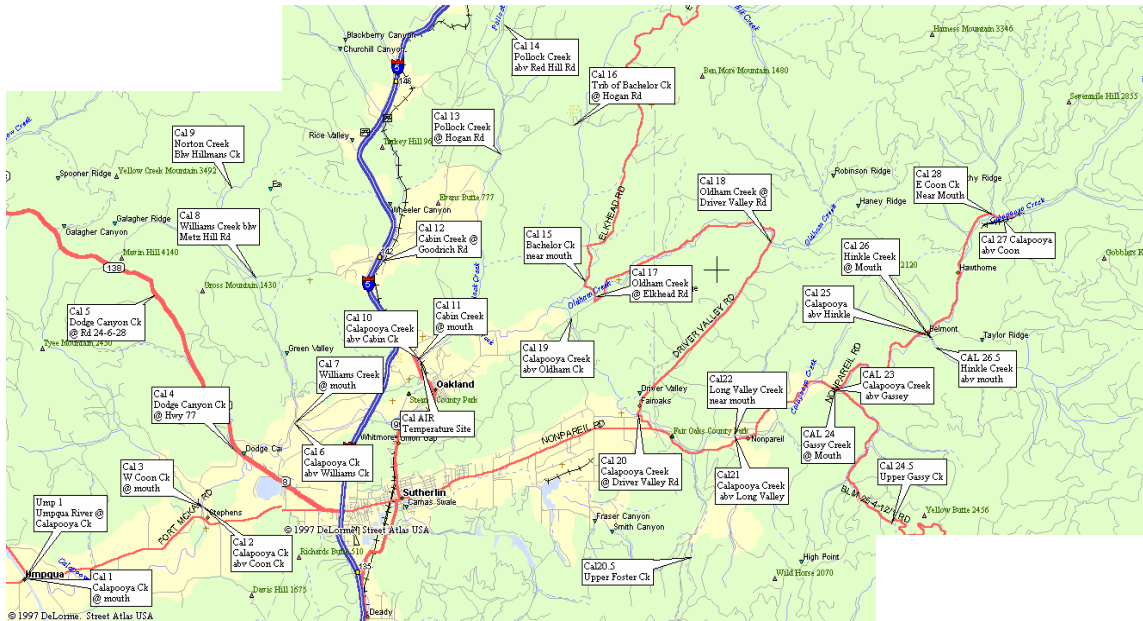 Blackberry Canyon
Churchill Canyon
Cal 14
Pollock Creek
abv Red Hill Rd
Harness Mountain 3346
Cal 16
Trib of Bachelor Ck
@ Hogan Rd
Ben More Mountain 1480
Sevenmile Hill 2855
5
146
Cal 13
Pollock Creek
@ Hogan Rd
Rice Valley
Cal 9
Norton Creek
Blw Hillmans Ck
Spooner Ridge
Yellow Creek Mountain 3492
Wheeler Canyon
Evans Butte 777
ELKHEAD RD
Cal 18
Oldham Creek @
Driver Valley Rd
Robinson Ridge
Haney Ridge
Oldham Creek
Cal 28
E Coon Ck
Near Mouth
Calapooya Creek
Cal 27 Calapooya
abv Coon
Cal 8
Williams Creek blw
Metz Hill Rd
Galagher Ridge
Galagher Canyon
138
Cal 12
Cabin Creek @
Goodrich Rd
Cal 15
Bachelor Ck
near mouth
Cal 26
Hinkle Creek
@ Mouth
2120
Hawthorne
Cal 17
Oldham Creek
@ Elkhead Rd
Oldham Creek
5
Gross Mountain 1430
Cal 5
Dodge Canyon Ck
@ Rd 24-6-28
Cal 25
Calapooya
abv Hinkle
Cal 11
Cabin Creek
@ mouth
Cal 10
Calapooya Creek
abv Cabin Ck
DRIVER VALLEY RD
Belmont
Taylor Ridge
Tyee Mountain 2450
Green Valley
Cal 7
Williams Creek
@ mouth
Cal 19
Calapooya Creek
abv Oldham Ck
NONPAREIL RD
CAL 26.5
Hinkle Creek
abv mouth
Oakland
Cal 4
Dodge Canyon Ck
@ Hwy 77
Driver Valley
Fairoaks
Cal22
Long Valley Creek
near mouth
CAL 23
Calapooya Creek
abv Gassey
Cal AIR
Temperature Site
Union Gap
NONPAREIL RD
Fair Oaks County Park
Nonpareil
CAL 24
Gassy Creek
@ Mouth
Cal 6
Calapooya Ck
abv Williams Ck
Cal 20
Calapooya Creek
@ Driver Valley Rd
Cal21
Calapooya Creek
abv Long Valley
Cal 24.5
Upper Gassy Ck
Cal 3
W Coon Ck
@ mouth
Sutherlin
Camas Swale
Ump 1
Umpqua River @
Calapooya Ck
FORT MCKAY RD
Stephens
Fraser Canyon
Smith Canyon
Yellow Butte 2456
© 1997 DeLorme. Street Atlas USA
Cal 2
Calapooya Ck
abv Coon Ck
Richards Butte 510
Cal20.5
Upper Foster Ck
High Point
Wild Horse 2070
135
Umpqua
Cal 1
Calapooya Ck
@ mouth
Davis Hill 1675
Deady
© 1997 DeLorme. Street Atlas USA